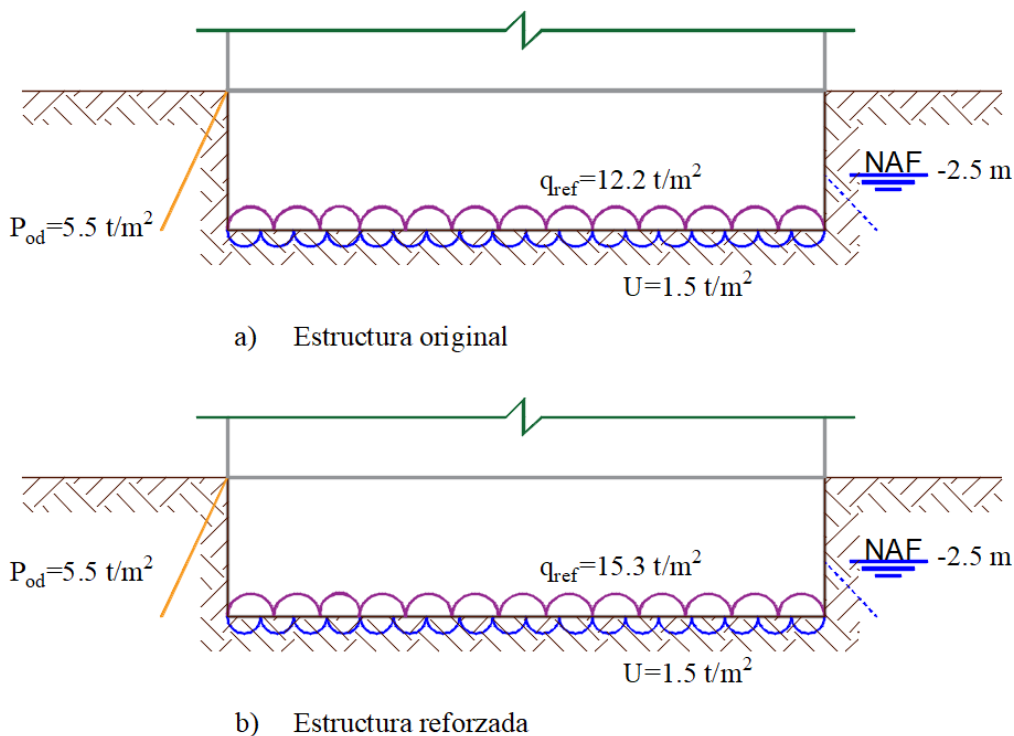 NAF -2.5 m
q_ref=12.2 t/m²
P_od=5.5 t/m²
U=1.5 t/m²
a) Estructura original
NAF -2.5 m
q_ref=15.3 t/m²
P_od=5.5 t/m²
U=1.5 t/m²
b) Estructura reforzada